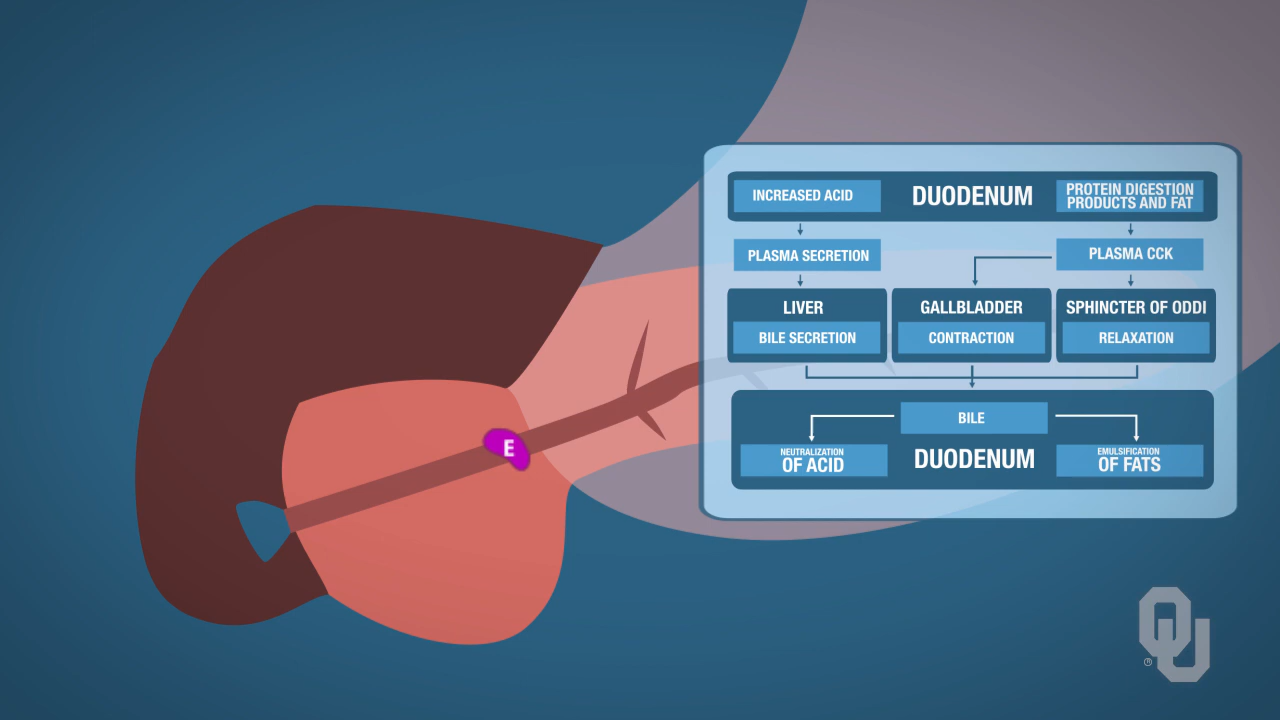 INCREASED ACID
DUODENUM
PROTEIN DIGESTION
PRODUCTS AND FAT
PLASMA SECRETION
PLASMA CCK
LIVER
GALLBLADDER
SPHINCTER OF ODDI
BILE SECRETION
CONTRACTION
RELAXATION
BILE
NEUTRALIZATION
OF ACID
DUODENUM
EMULSIFICATION
OF FATS
E
OU
®